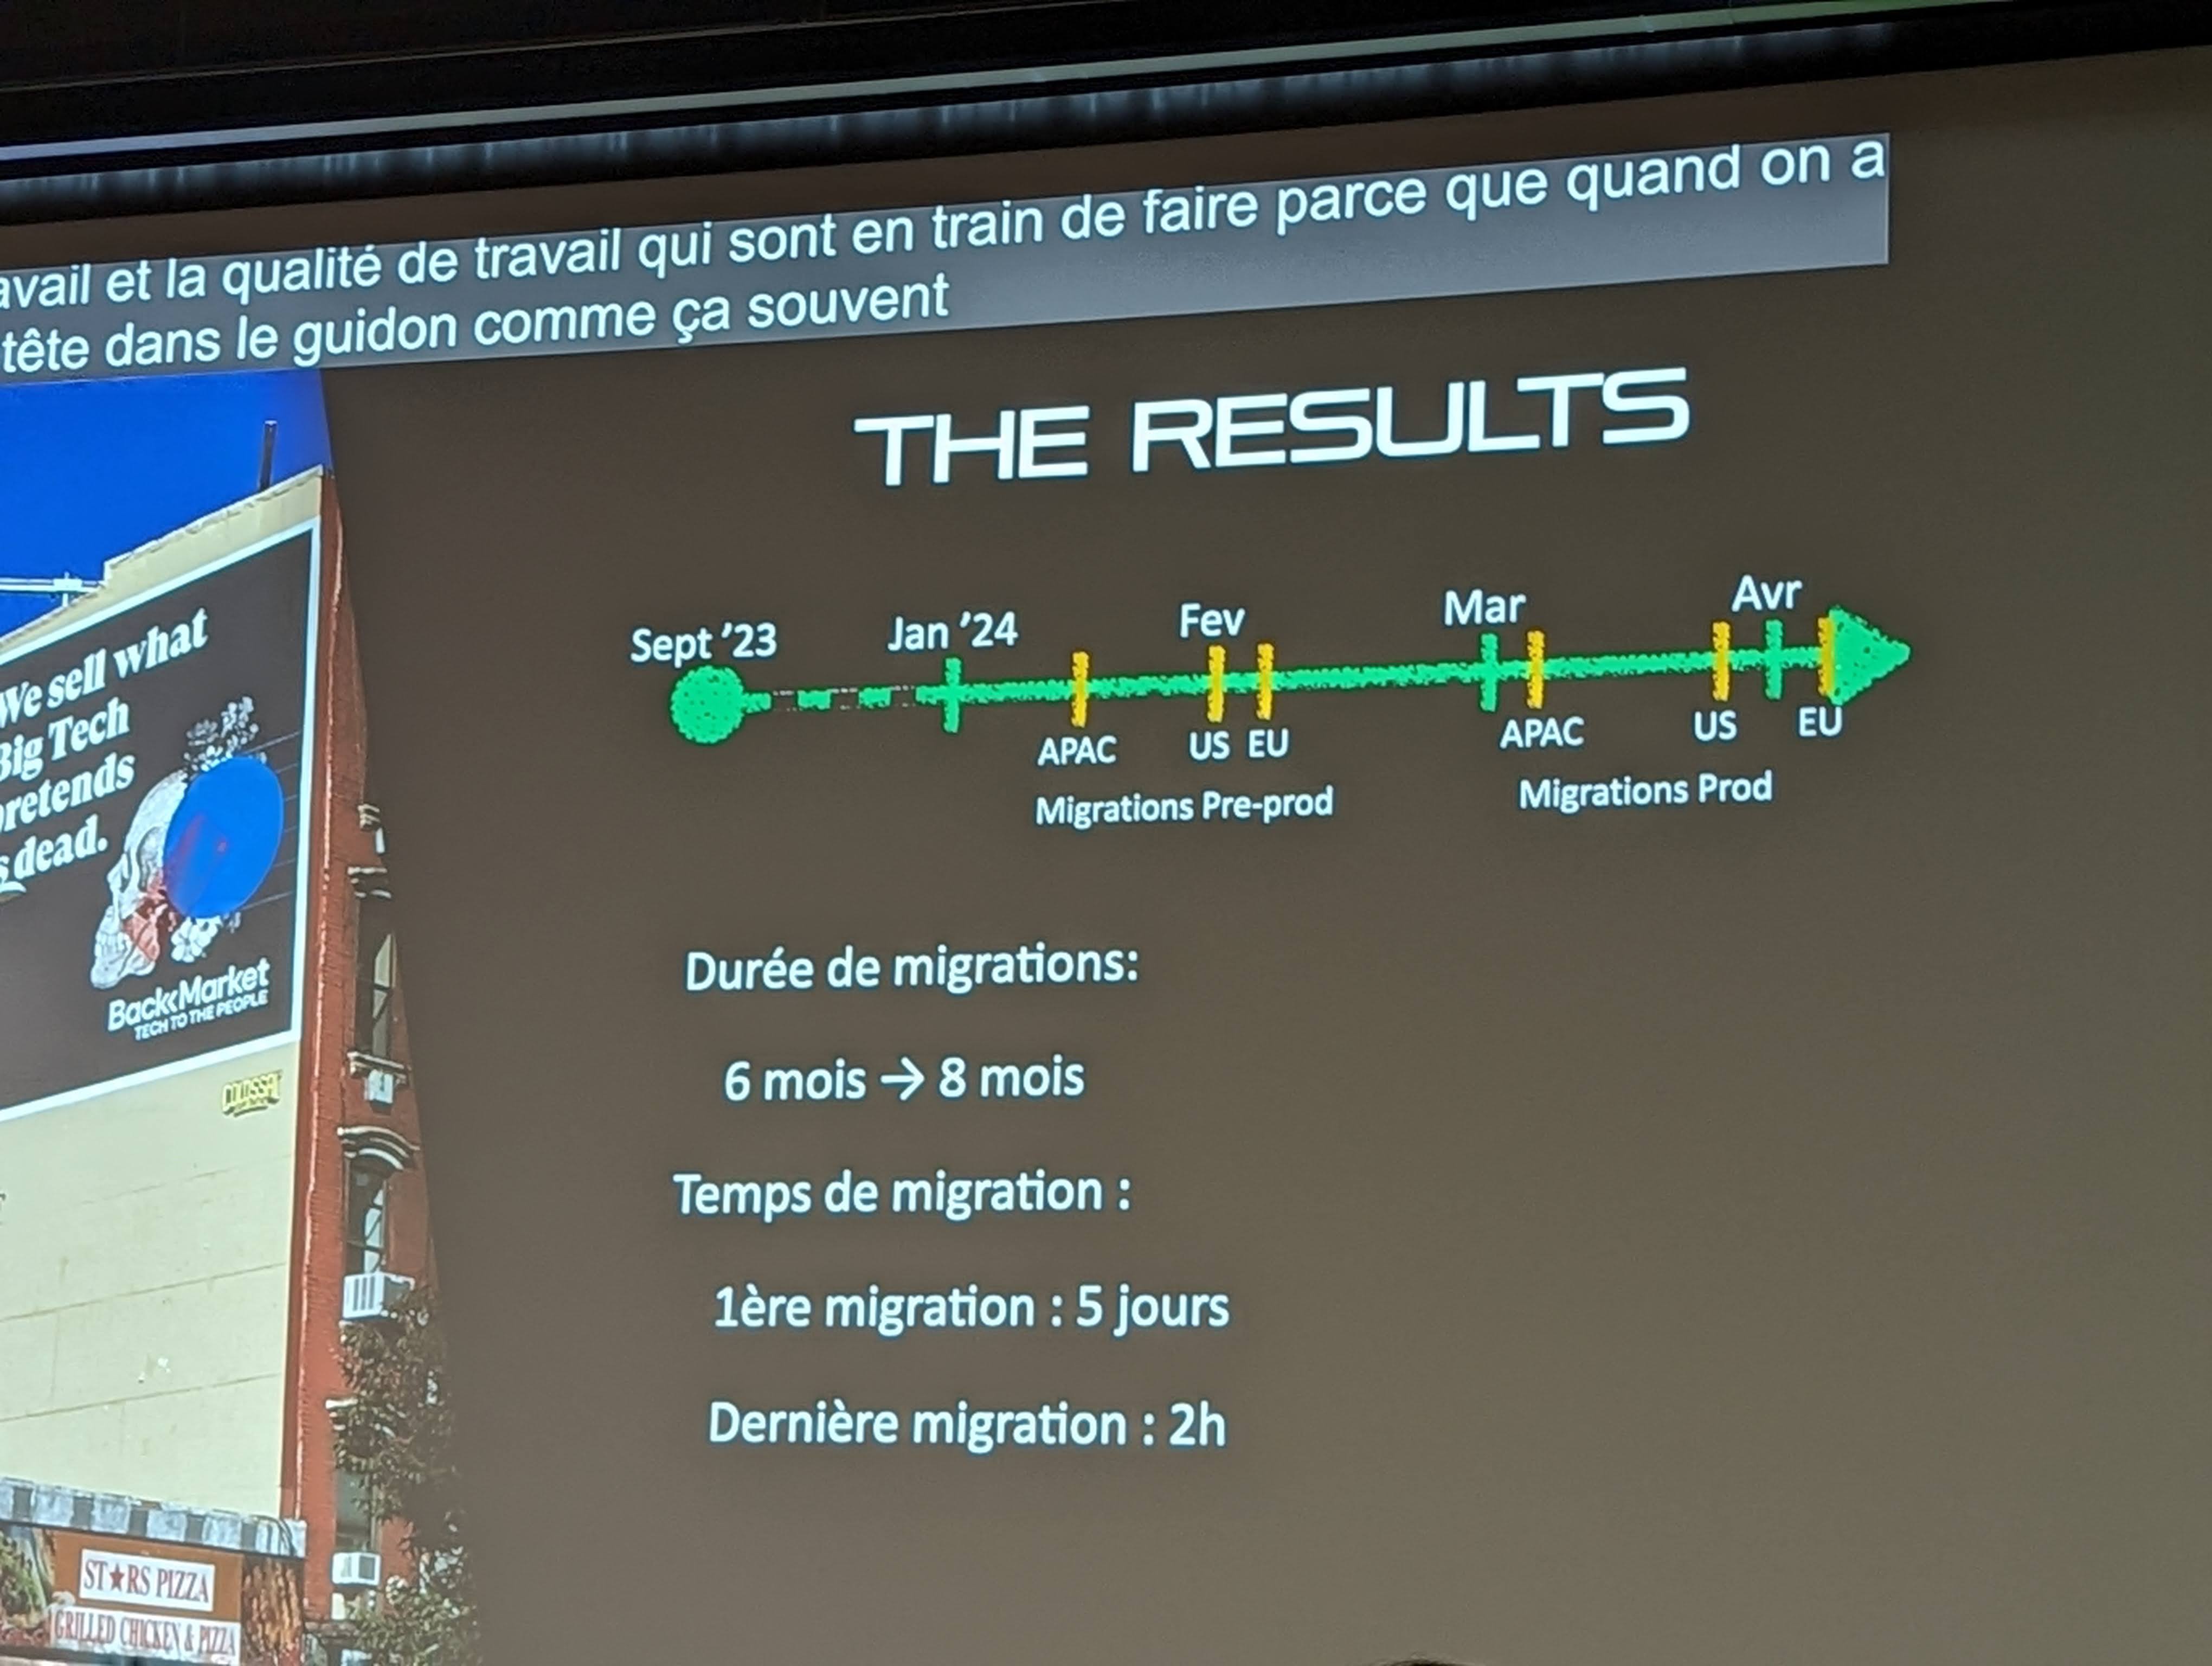 avail et la qualité de travail qui sont en train de faire parce que quand on a
tête dans le guidon comme ça souvent
THE RESULTS
Sept '23 Jan '24 Fev Mar Avr
APAC US EU APAC US EU
Migrations Pre-prod Migrations Prod
Durée de migrations:
6 mois → 8 mois
Temps de migration :
1ère migration : 5 jours
Dernière migration : 2h
We sell what
Big Tech
pretends
dead.
Back Market
TECH TO THE PEOPLE
COLOSSAL
ST★RS PIZZA
GRILLED CHICKEN & PIZZA